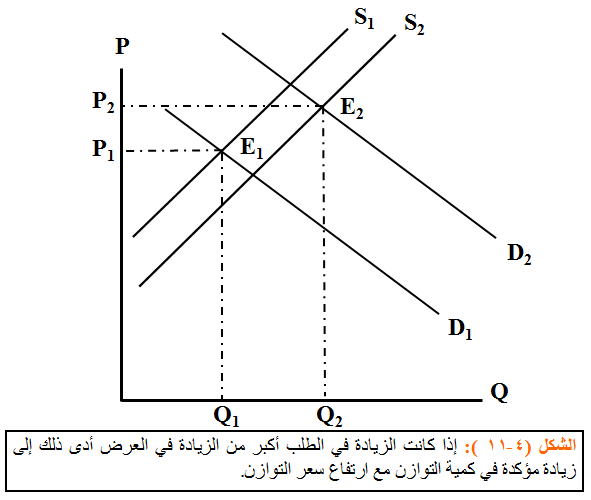 S1
S2
P
P2
E2
P1
E1
D2
D1
Q
Q1
Q2
الشكل (٤-١١ ): إذا كانت الزيادة في الطلب أكبر من الزيادة في العرض أدى ذلك إلى
زيادة مؤكدة في كمية التوازن مع ارتفاع سعر التوازن.